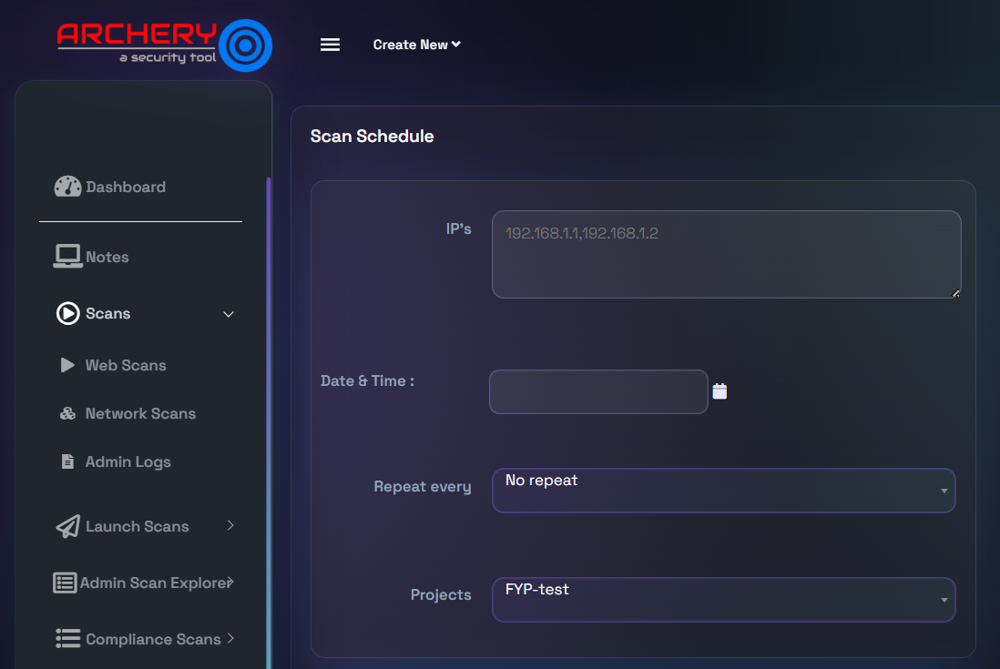 ARCHERY
a security tool
Create New
Dashboard
Notes
Scans
Web Scans
Network Scans
Admin Logs
Launch Scans
Admin Scan Explorer
Compliance Scans
Scan Schedule
IP's
192.168.1.1,192.168.1.2
Date & Time :
Repeat every
No repeat
Projects
FYP-test